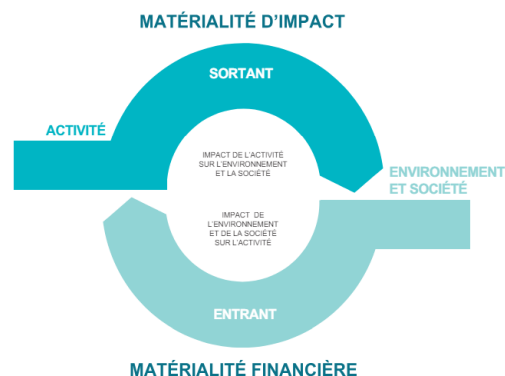 MATÉRIALITÉ D'IMPACT
SORTANT
ACTIVITÉ
IMPACT DE L'ACTIVITÉ
SUR L'ENVIRONNEMENT
ET LA SOCIÉTÉ
ENVIRONNEMENT
ET SOCIÉTÉ
IMPACT DE
L'ENVIRONNEMENT
ET DE LA SOCIÉTÉ
SUR L'ACTIVITÉ
ENTRANT
MATÉRIALITÉ FINANCIÈRE